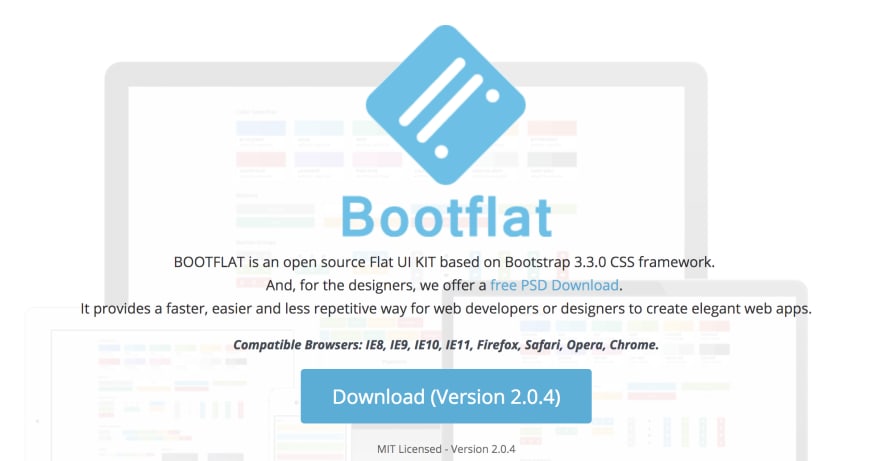 Bootflat
BOOTFLAT is an open source Flat UI KIT based on Bootstrap 3.3.0 CSS framework.
And, for the designers, we offer a free PSD Download.
It provides a faster, easier and less repetitive way for web developers or designers to create elegant web apps.
Compatible Browsers: IE8, IE9, IE10, IE11, Firefox, Safari, Opera, Chrome.
Download (Version 2.0.4)
MIT Licensed - Version 2.0.4